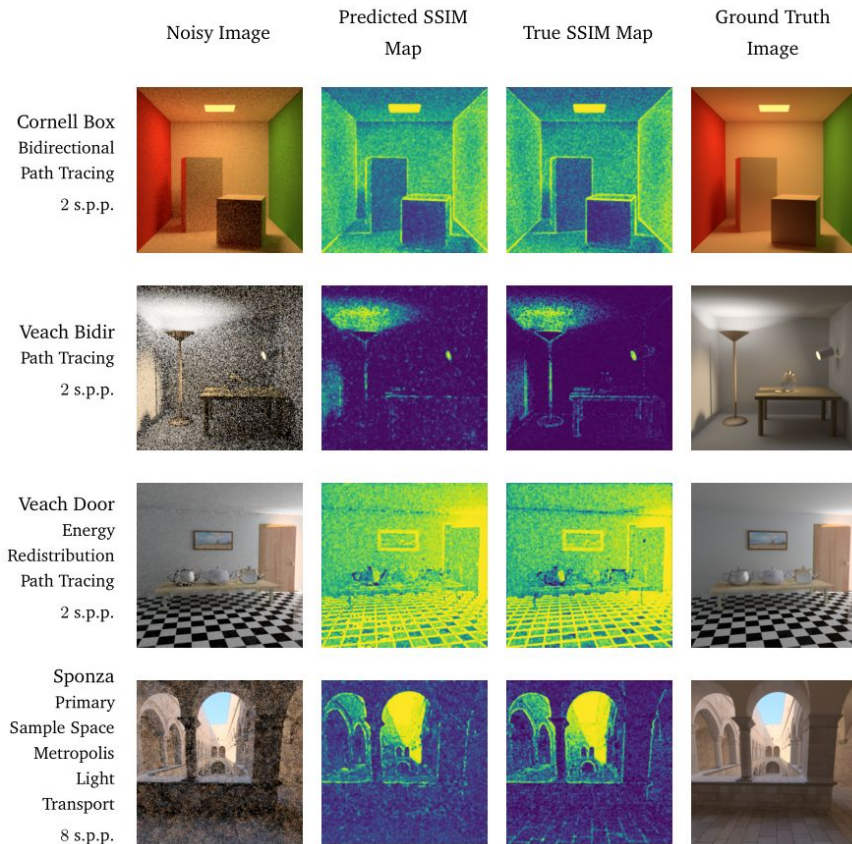 Noisy Image
Predicted SSIM
Map
True SSIM Map
Ground Truth
Image
Cornell Box
Bidirectional
Path Tracing
2 s.p.p.
Veach Bidir
Path Tracing
2 s.p.p.
Veach Door
Energy
Redistribution
Path Tracing
2 s.p.p.
Sponza
Primary
Sample Space
Metropolis
Light
Transport
8 s.p.p.